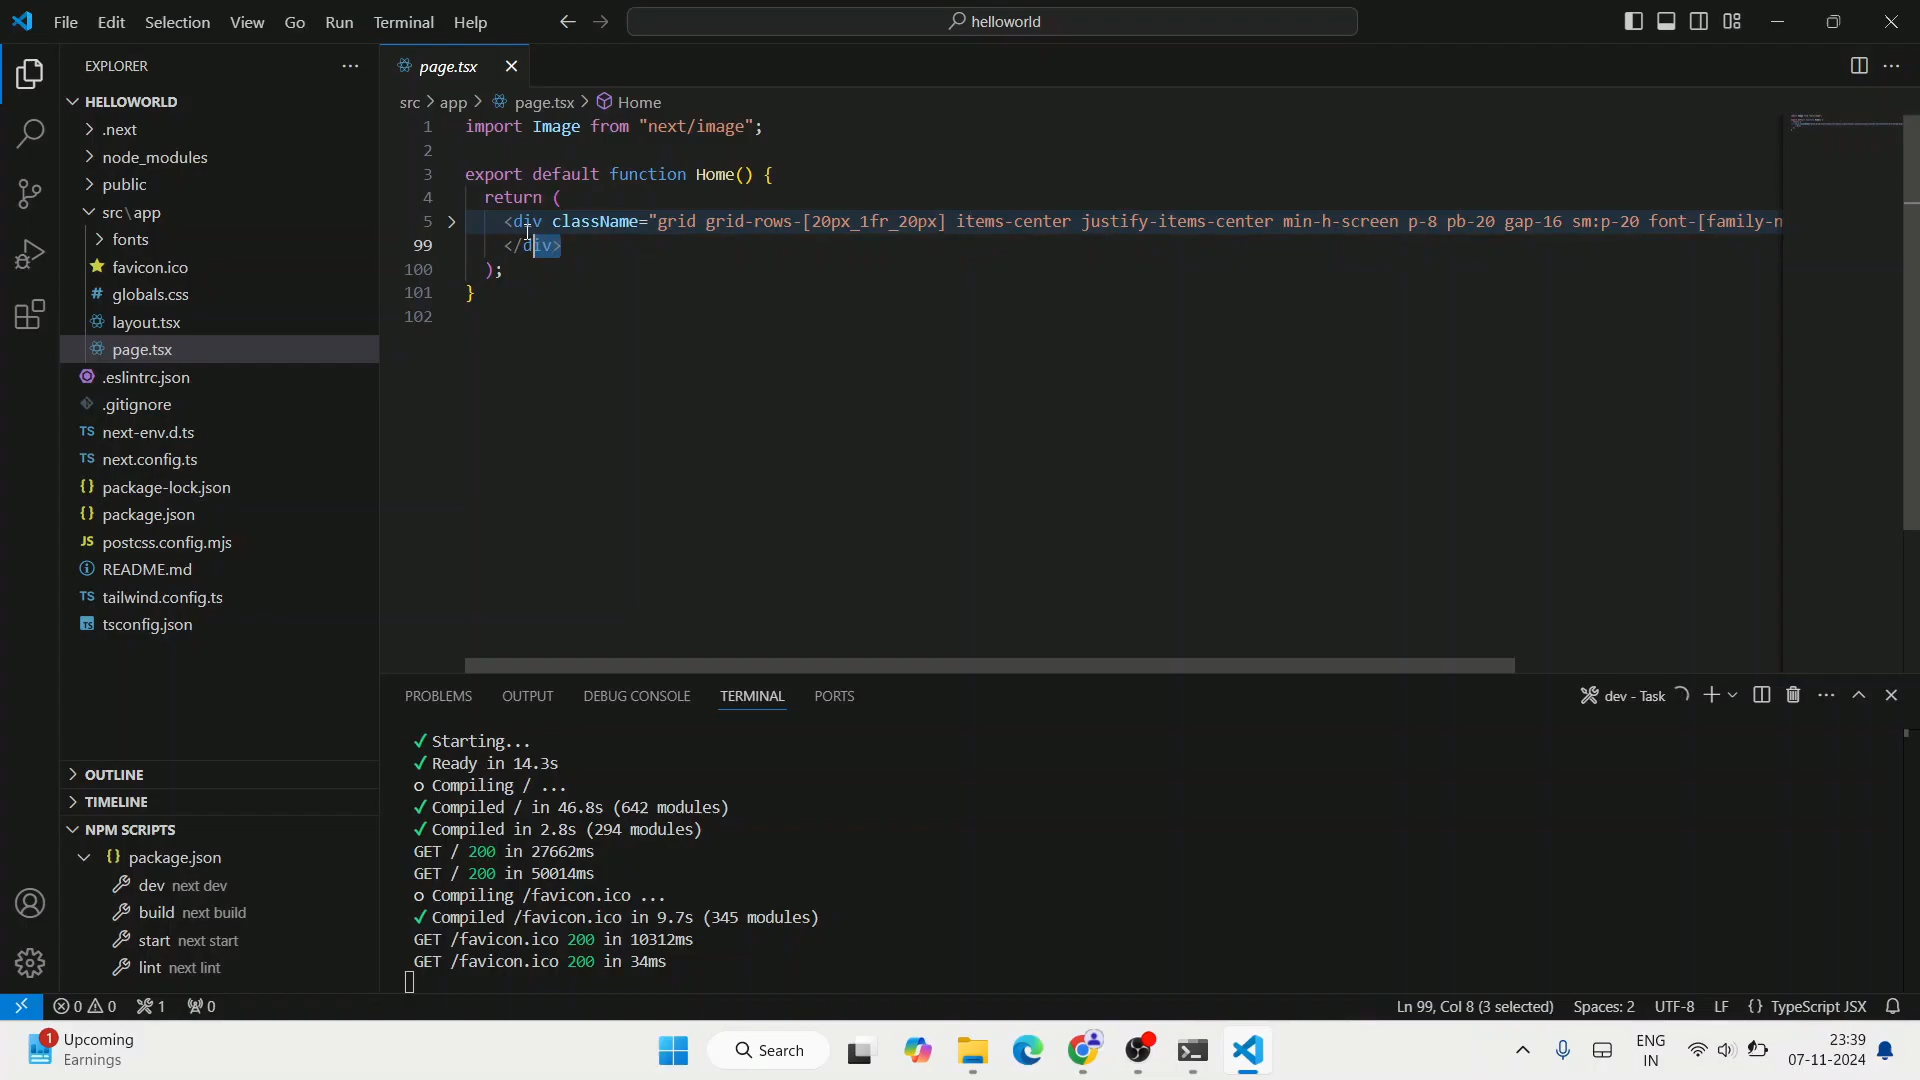 File Edit Selection View Go Run Terminal Help
helloworld
EXPLORER
HELLOWORLD
.next
node_modules
public
src\app
fonts
favicon.ico
# globals.css
layout.tsx
page.tsx
.eslintrc.json
.gitignore
TS next-env.d.ts
TS next.config.ts
{} package-lock.json
{} package.json
JS postcss.config.mjs
README.md
TS tailwind.config.ts
TS tsconfig.json
OUTLINE
TIMELINE
NPM SCRIPTS
{} package.json
dev next dev
build next build
start next start
lint next lint
page.tsx
src > app > page.tsx > Home
1 import Image from "next/image";
2
3 export default function Home() {
4 return (
5 <div className="grid grid-rows-[20px_1fr_20px] items-center justify-items-center min-h-screen p-8 pb-20 gap-16 sm:p-20 font-[family-n
99 </div>
100 );
101 }
102
PROBLEMS OUTPUT DEBUG CONSOLE TERMINAL PORTS
dev - Task
✓ Starting...
✓ Ready in 14.3s
○ Compiling / ...
✓ Compiled / in 46.8s (642 modules)
✓ Compiled in 2.8s (294 modules)
GET / 200 in 27662ms
GET / 200 in 50014ms
○ Compiling /favicon.ico ...
✓ Compiled /favicon.ico in 9.7s (345 modules)
GET /favicon.ico 200 in 10312ms
GET /favicon.ico 200 in 34ms
0 0 1 0
Ln 99, Col 8 (3 selected) Spaces: 2 UTF-8 LF {} TypeScript JSX
1
Upcoming
Earnings
Search
ENG
IN
23:39
07-11-2024